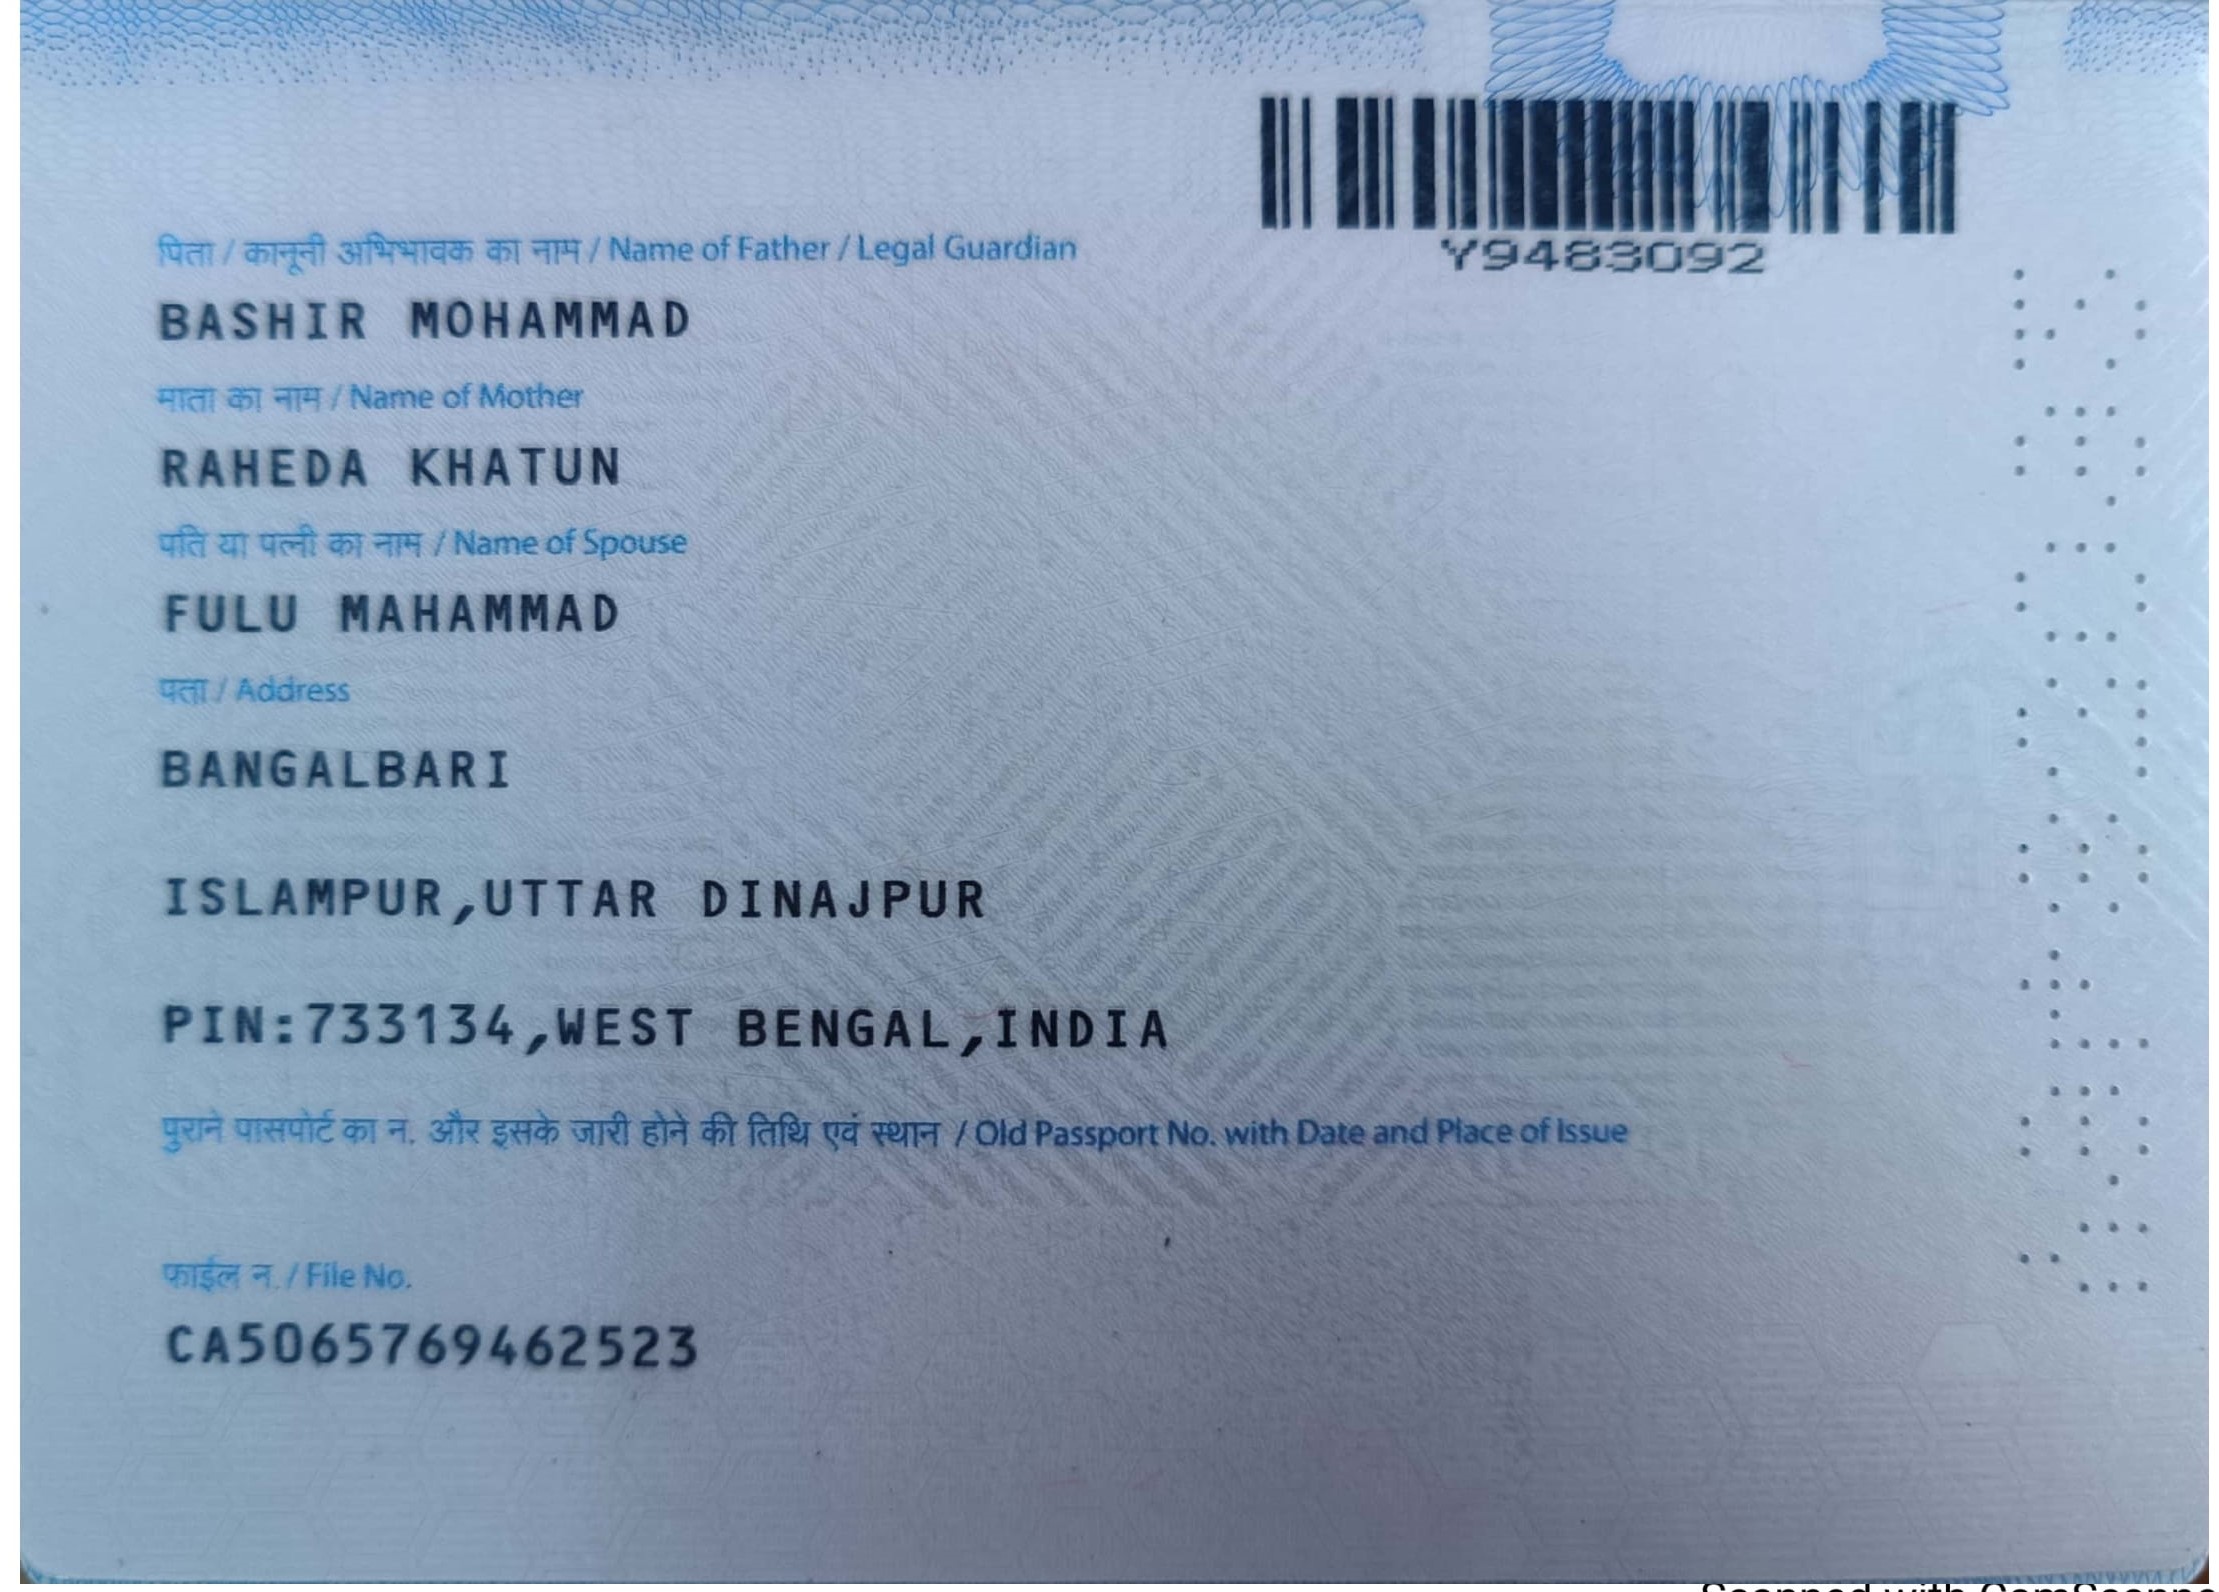 Y9483092
पिता / कानूनी अभिभावक का नाम / Name of Father / Legal Guardian
BASHIR MOHAMMAD
माता का नाम / Name of Mother
RAHEDA KHATUN
पति या पत्नी का नाम / Name of Spouse
FULU MAHAMMAD
पता / Address
BANGALBARI
ISLAMPUR,UTTAR DINAJPUR
PIN:733134,WEST BENGAL,INDIA
पुराने पासपोर्ट का न. और इसके जारी होने की तिथि एवं स्थान / Old Passport No. with Date and Place of Issue
फाईल न. / File No.
CA5065769462523